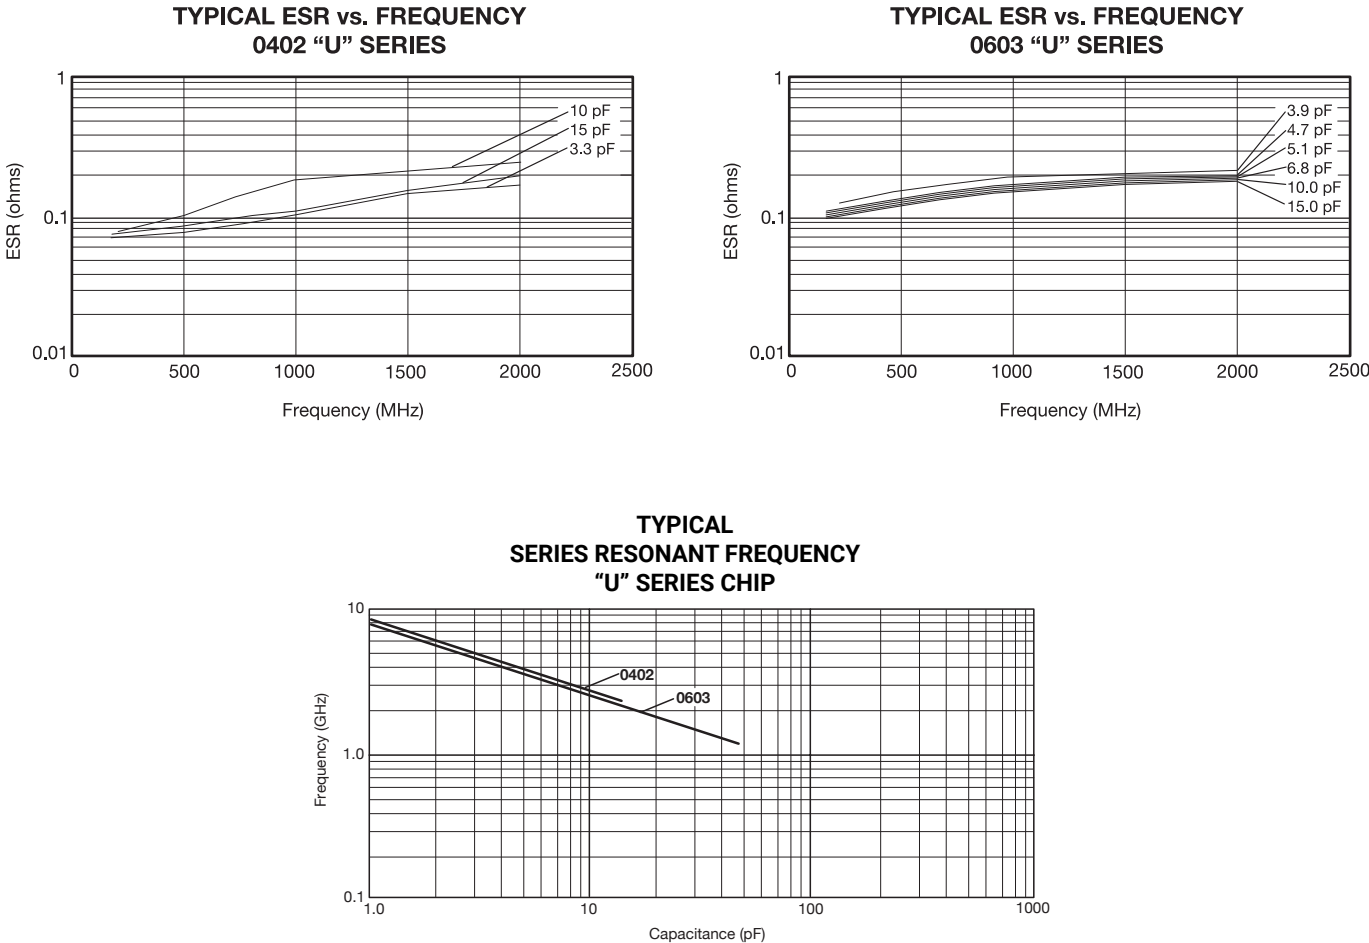 TYPICAL ESR vs. FREQUENCY
0402 “U” SERIES
1
0.1
0.01
ESR (ohms)
10 pF
15 pF
3.3 pF
0
500
1000
1500
2000
2500
Frequency (MHz)
TYPICAL ESR vs. FREQUENCY
0603 “U” SERIES
1
0.1
0.01
ESR (ohms)
3.9 pF
4.7 pF
5.1 pF
6.8 pF
10.0 pF
15.0 pF
0
500
1000
1500
2000
2500
Frequency (MHz)
TYPICAL
SERIES RESONANT FREQUENCY
“U” SERIES CHIP
10
1.0
0.1
Frequency (GHz)
0402
0603
1.0
10
100
1000
Capacitance (pF)